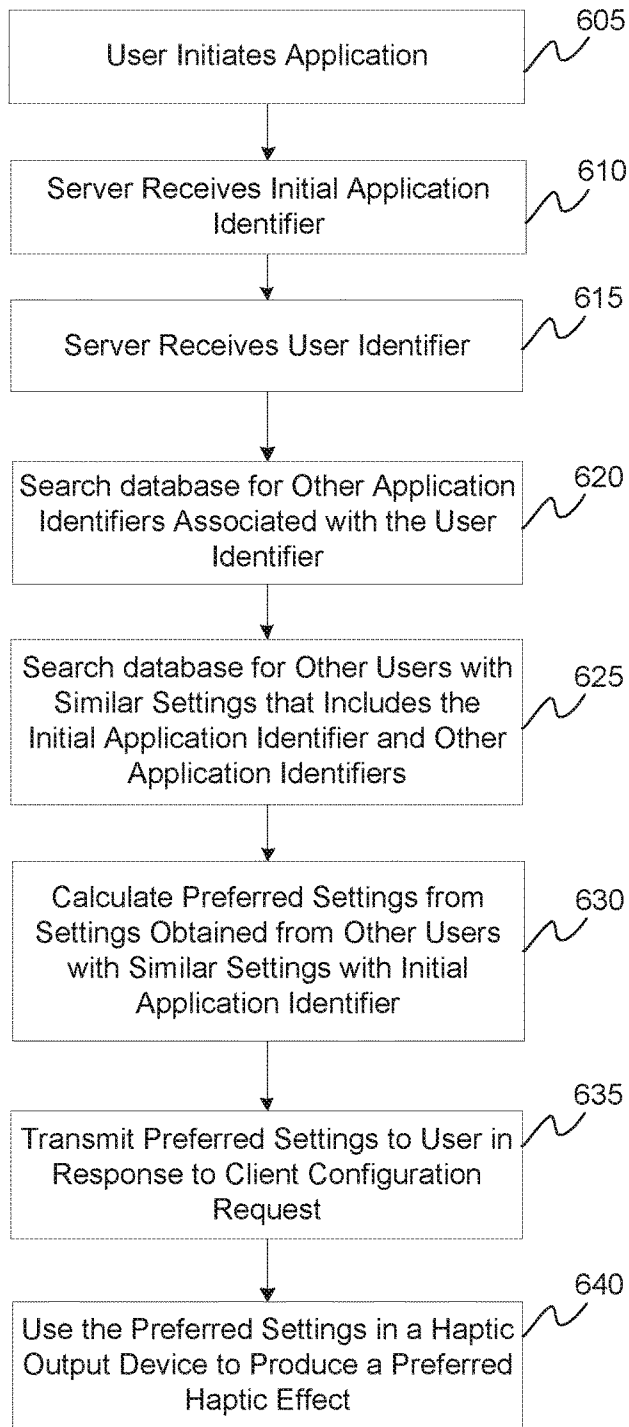 605
User Initiates Application
610
Server Receives Initial Application
Identifier
615
Server Receives User Identifier
620
Search database for Other Application
Identifiers Associated with the User
Identifier
625
Search database for Other Users with
Similar Settings that Includes the
Initial Application Identifier and Other
Application Identifiers
630
Calculate Preferred Settings from
Settings Obtained from Other Users
with Similar Settings with Initial
Application Identifier
635
Transmit Preferred Settings to User in
Response to Client Configuration
Request
640
Use the Preferred Settings in a Haptic
Output Device to Produce a Preferred
Haptic Effect